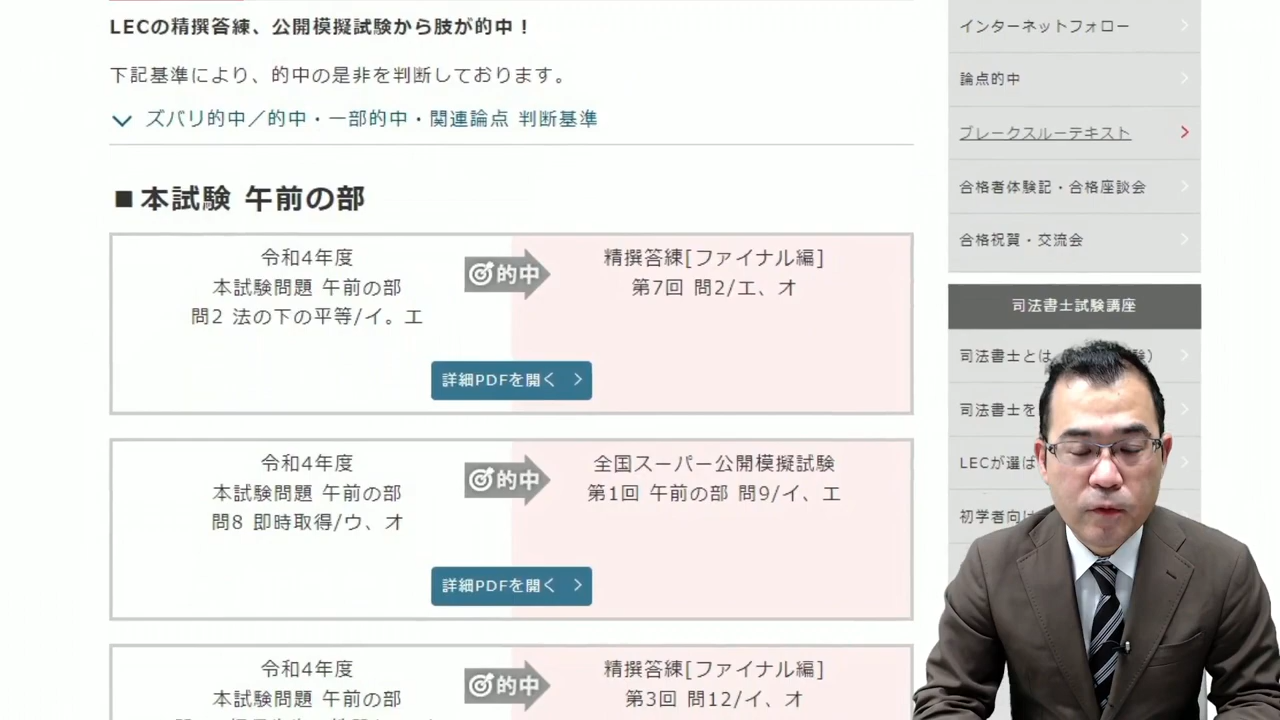 LECの精撰答練、公開模擬試験から肢が的中！
下記基準により、的中の是非を判断しております。
ズバリ的中／的中・一部的中・関連論点 判断基準
■本試験 午前の部
令和4年度
本試験問題 午前の部
問2 法の下の平等/イ。エ
的中
精撰答練[ファイナル編]
第7回 問2/エ、オ
詳細PDFを開く
令和4年度
本試験問題 午前の部
問8 即時取得/ウ、オ
的中
全国スーパー公開模擬試験
第1回 午前の部 問9/イ、エ
詳細PDFを開く
令和4年度
本試験問題 午前の部
的中
精撰答練[ファイナル編]
第3回 問12/イ、オ
インターネットフォロー
論点的中
ブレークスルーテキスト
合格者体験記・合格座談会
合格祝賀・交流会
司法書士試験講座
司法書士とは
司法書士を
LECが選ば
初学者向け